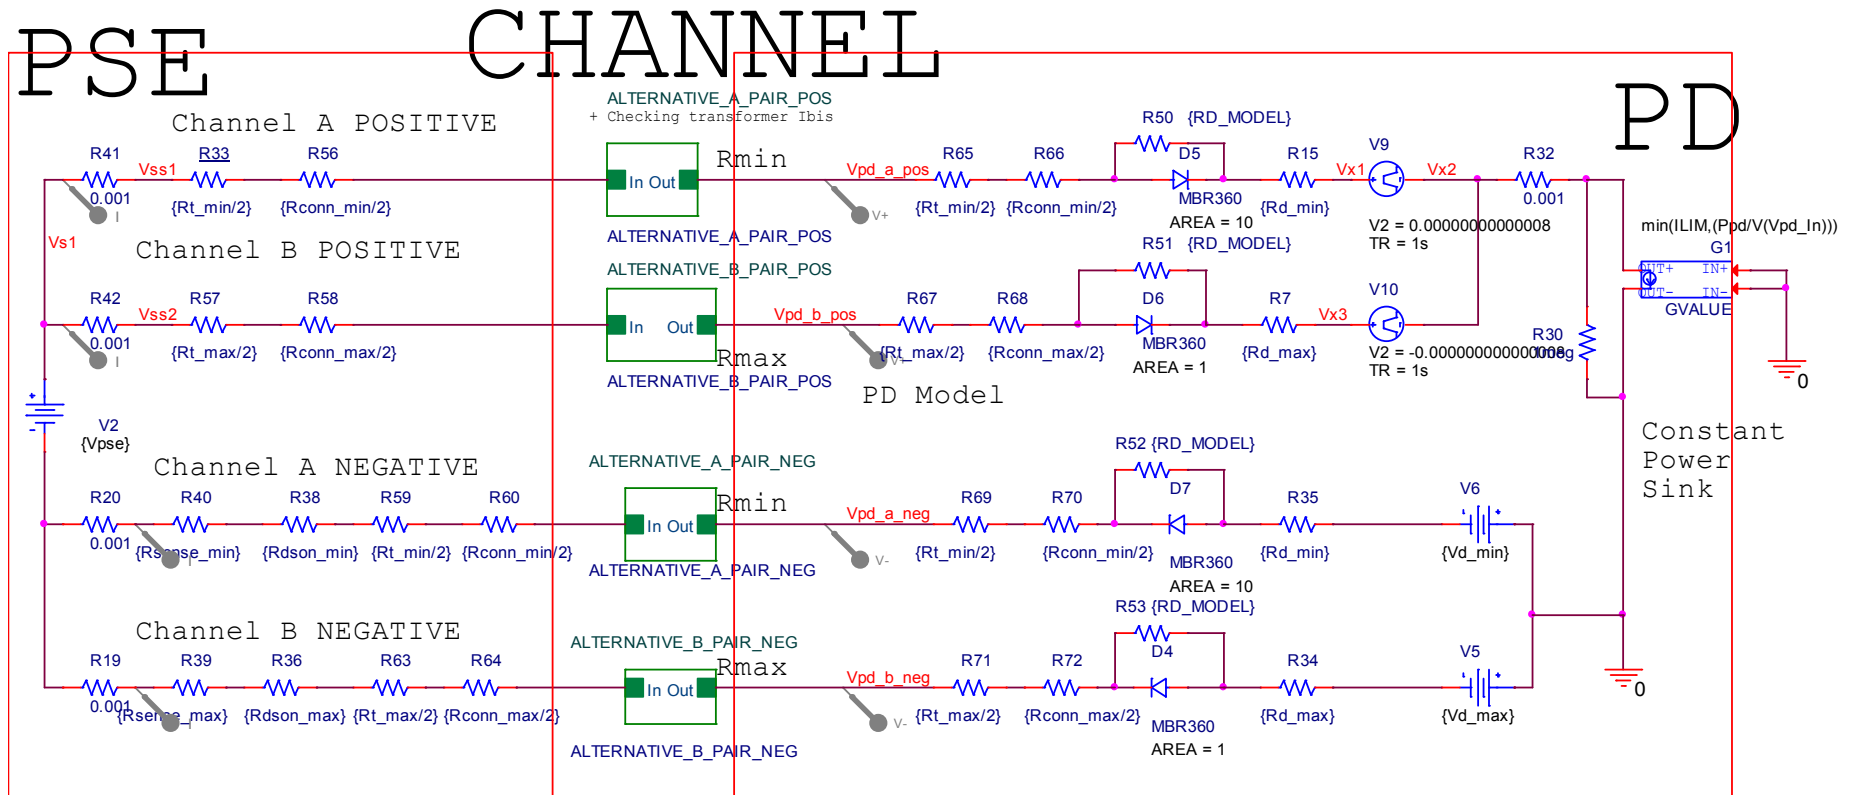 PSE
CHANNEL
PD
ALTERNATIVE_A_PAIR_POS
+ Checking transformer Ibis
Channel A POSITIVE
R41
Vss1
R33
R56
0.001
{Rt_min/2}
{Rconn_min/2}
I
In Out
Rmin
ALTERNATIVE_A_PAIR_POS
Vpd_a_pos
V+
R65
R66
{Rt_min/2}
{Rconn_min/2}
R50 {RD_MODEL}
D5
MBR360
AREA = 10
R15
{Rd_min}
Vx1
V9
Vx2
V2 = 0.00000000000008
TR = 1s
R32
0.001
min(ILIM,(Ppd/V(Vpd_In)))
G1
OUT+ IN+
OUT- IN-
GVALUE
0
Vs1
Channel B POSITIVE
ALTERNATIVE_B_PAIR_POS
R42
Vss2
R57
R58
0.001
{Rt_max/2}
{Rconn_max/2}
I
In Out
Rmax
ALTERNATIVE_B_PAIR_POS
Vpd_b_pos
V+
R67
R68
{Rt_max/2}
{Rconn_max/2}
R51 {RD_MODEL}
D6
MBR360
AREA = 1
R7
{Rd_max}
Vx3
V10
TR = 1s
R30
1meg
PD Model
V2
{Vpse}
Constant
Power
Sink
Channel A NEGATIVE
ALTERNATIVE_A_PAIR_NEG
R20
R40
R38
R59
R60
0.001
{Rsense_min}
{Rdson_min}
{Rt_min/2}
{Rconn_min/2}
In Out
Rmin
ALTERNATIVE_A_PAIR_NEG
Vpd_a_neg
V-
R69
R70
{Rt_min/2}
{Rconn_min/2}
R52 {RD_MODEL}
D7
MBR360
AREA = 10
R35
{Rd_min}
V6
{Vd_min}
Channel B NEGATIVE
ALTERNATIVE_B_PAIR_NEG
R19
R39
R36
R63
R64
0.001
{Rsense_max}
{Rdson_max}
{Rt_max/2}
{Rconn_max/2}
In Out
Rmax
ALTERNATIVE_B_PAIR_NEG
Vpd_b_neg
V-
R71
R72
{Rt_max/2}
{Rconn_max/2}
R53 {RD_MODEL}
D4
MBR360
AREA = 1
R34
{Rd_max}
V5
{Vd_max}
0